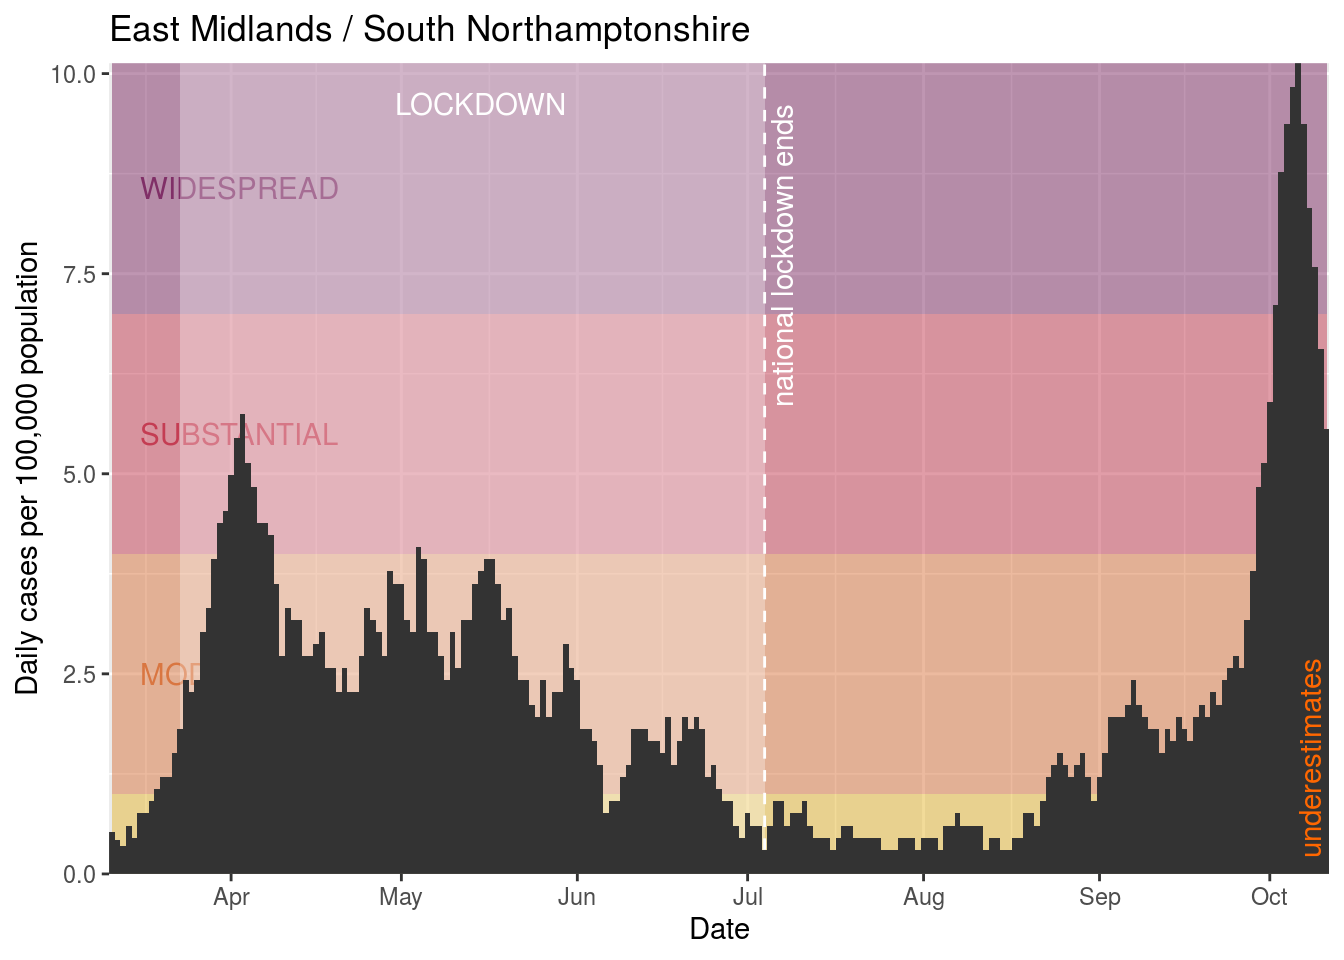 East Midlands / South Northamptonshire
10.0
7.5
5.0
2.5
0.0
Daily cases per 100,000 population
LOCKDOWN
WIDESPREAD
SUBSTANTIAL
national lockdown ends
underestimates
Apr
May
Jun
Jul
Aug
Sep
Oct
Date